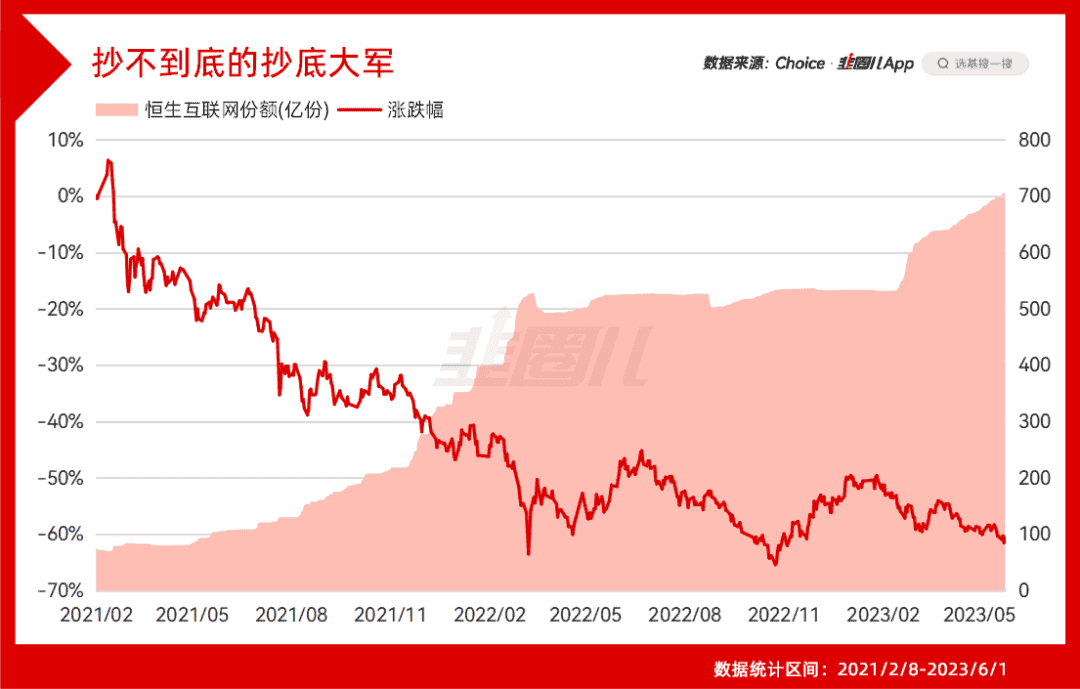 抄不到底的抄底大军
数据来源：Choice · 韭圈儿App
选基搜一搜
恒生互联网份额(亿份) 涨跌幅
10% 800
0% 700
-10% 600
-20% 500
-30% 400
-40% 300
-50% 200
-60% 100
-70% 0
韭圈儿
2021/02 2021/05 2021/08 2021/11 2022/02 2022/05 2022/08 2022/11 2023/02 2023/05
数据统计区间：2021/2/8-2023/6/1